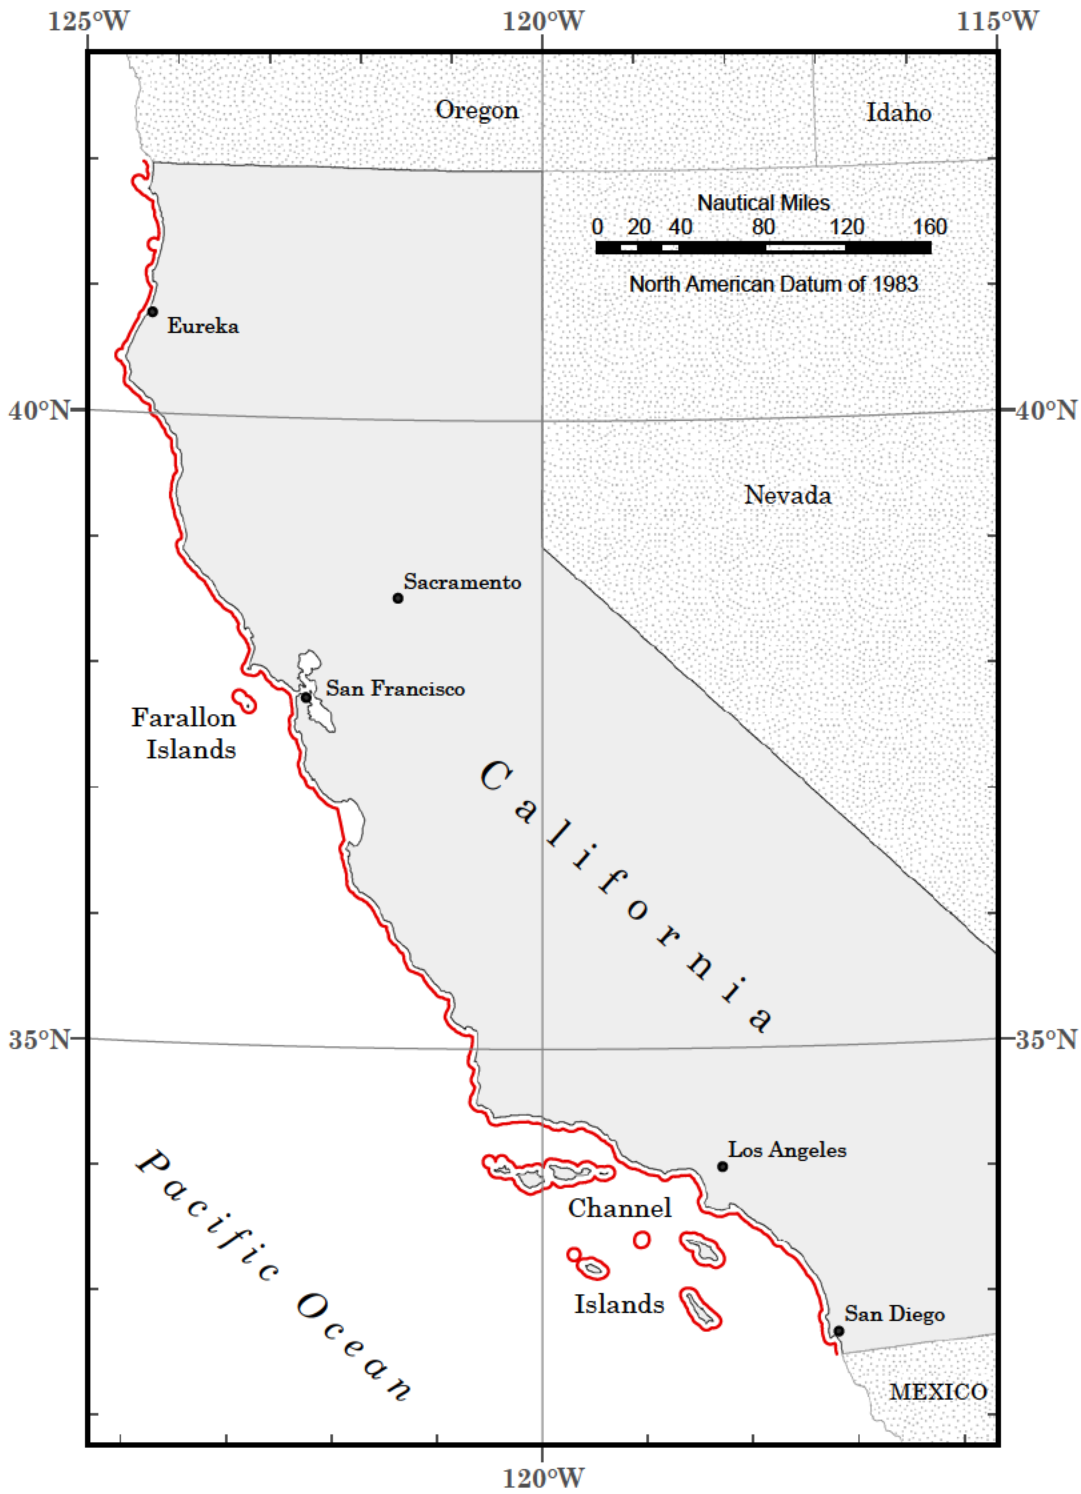 125°W 120°W 115°W
Oregon
Idaho
Nautical Miles
0 20 40 80 120 160
North American Datum of 1983
Eureka
40°N 40°N
Nevada
Sacramento
San Francisco
Farallon
Islands
California
35°N 35°N
Los Angeles
Pacific Ocean
Channel
Islands
San Diego
MEXICO
120°W